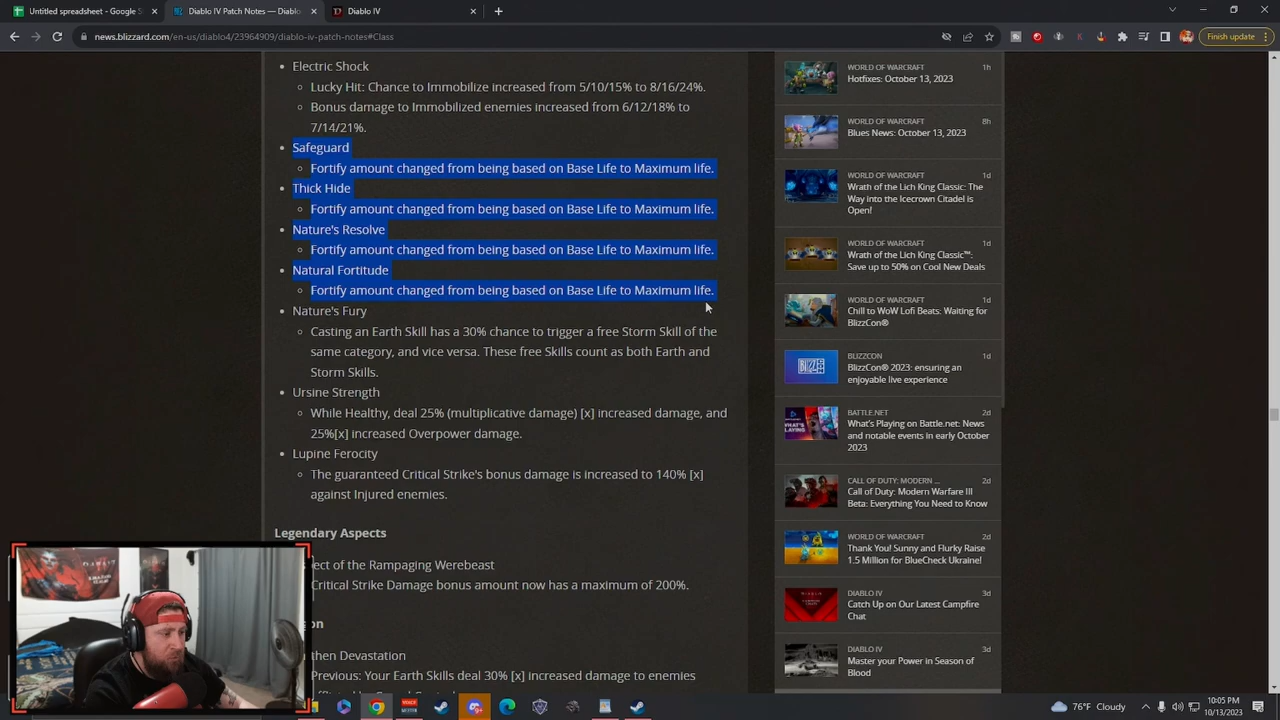 Untitled spreadsheet - Google S
Diablo IV Patch Notes — Diablo
Diablo IV
news.blizzard.com/en-us/diablo4/23964909/diablo-iv-patch-notes#Class
Finish update
Electric Shock
Lucky Hit: Chance to Immobilize increased from 5/10/15% to 8/16/24%.
Bonus damage to Immobilized enemies increased from 6/12/18% to
7/14/21%.
Safeguard
Fortify amount changed from being based on Base Life to Maximum life.
Thick Hide
Fortify amount changed from being based on Base Life to Maximum life.
Nature's Resolve
Fortify amount changed from being based on Base Life to Maximum life.
Natural Fortitude
Fortify amount changed from being based on Base Life to Maximum life.
Nature's Fury
Casting an Earth Skill has a 30% chance to trigger a free Storm Skill of the
same category, and vice versa. These free Skills count as both Earth and
Storm Skills.
Ursine Strength
While Healthy, deal 25% (multiplicative damage) [x] increased damage, and
25%[x] increased Overpower damage.
Lupine Ferocity
The guaranteed Critical Strike's bonus damage is increased to 140% [x]
against Injured enemies.
Legendary Aspects
ect of the Rampaging Werebeast
Critical Strike Damage bonus amount now has a maximum of 200%.
on
then Devastation
Previous: Your Earth Skills deal 30%[x] increased damage to enemies
WORLD OF WARCRAFT 1h
Hotfixes: October 13, 2023
WORLD OF WARCRAFT 8h
Blues News: October 13, 2023
WORLD OF WARCRAFT 1d
Wrath of the Lich King Classic: The
Way into the Icecrown Citadel is
Open!
WORLD OF WARCRAFT 1d
Wrath of the Lich King Classic™:
Save up to 50% on Cool New Deals
WORLD OF WARCRAFT 1d
Chill to WoW Lofi Beats: Waiting for
BlizzCon®
BLIZZCON 1d
BlizzCon® 2023: ensuring an
enjoyable live experience
BATTLE.NET 2d
What's Playing on Battle.net: News
and notable events in early October
2023
CALL OF DUTY: MODERN ... 2d
Call of Duty: Modern Warfare III
Beta: Everything You Need to Know
WORLD OF WARCRAFT 2d
Thank You! Sunny and Flurky Raise
1.5 Million for BlueCheck Ukraine!
DIABLO IV 3d
Catch Up on Our Latest Campfire
Chat
DIABLO IV 3d
Master your Power in Season of
Blood
76°F Cloudy
10:05 PM
10/13/2023